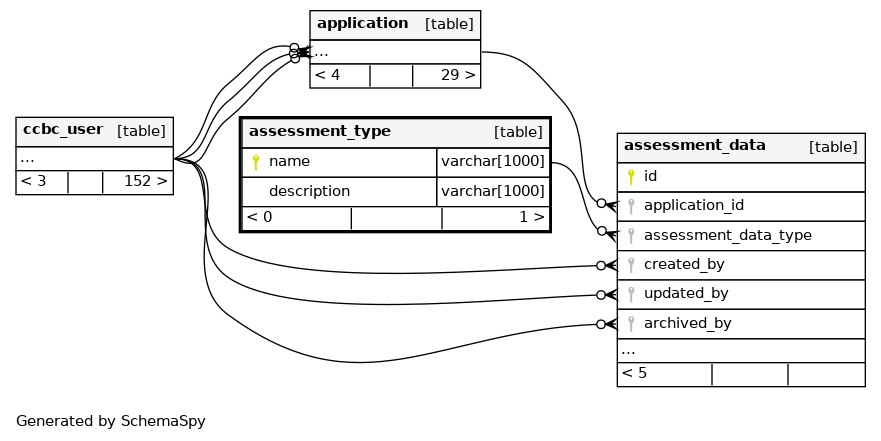 application [table]
...
< 4 29 >
ccbc_user [table]
...
< 3 152 >
assessment_type [table]
name varchar[1000]
description varchar[1000]
< 0 1 >
assessment_data [table]
id
application_id
assessment_data_type
created_by
updated_by
archived_by
...
< 5
Generated by SchemaSpy